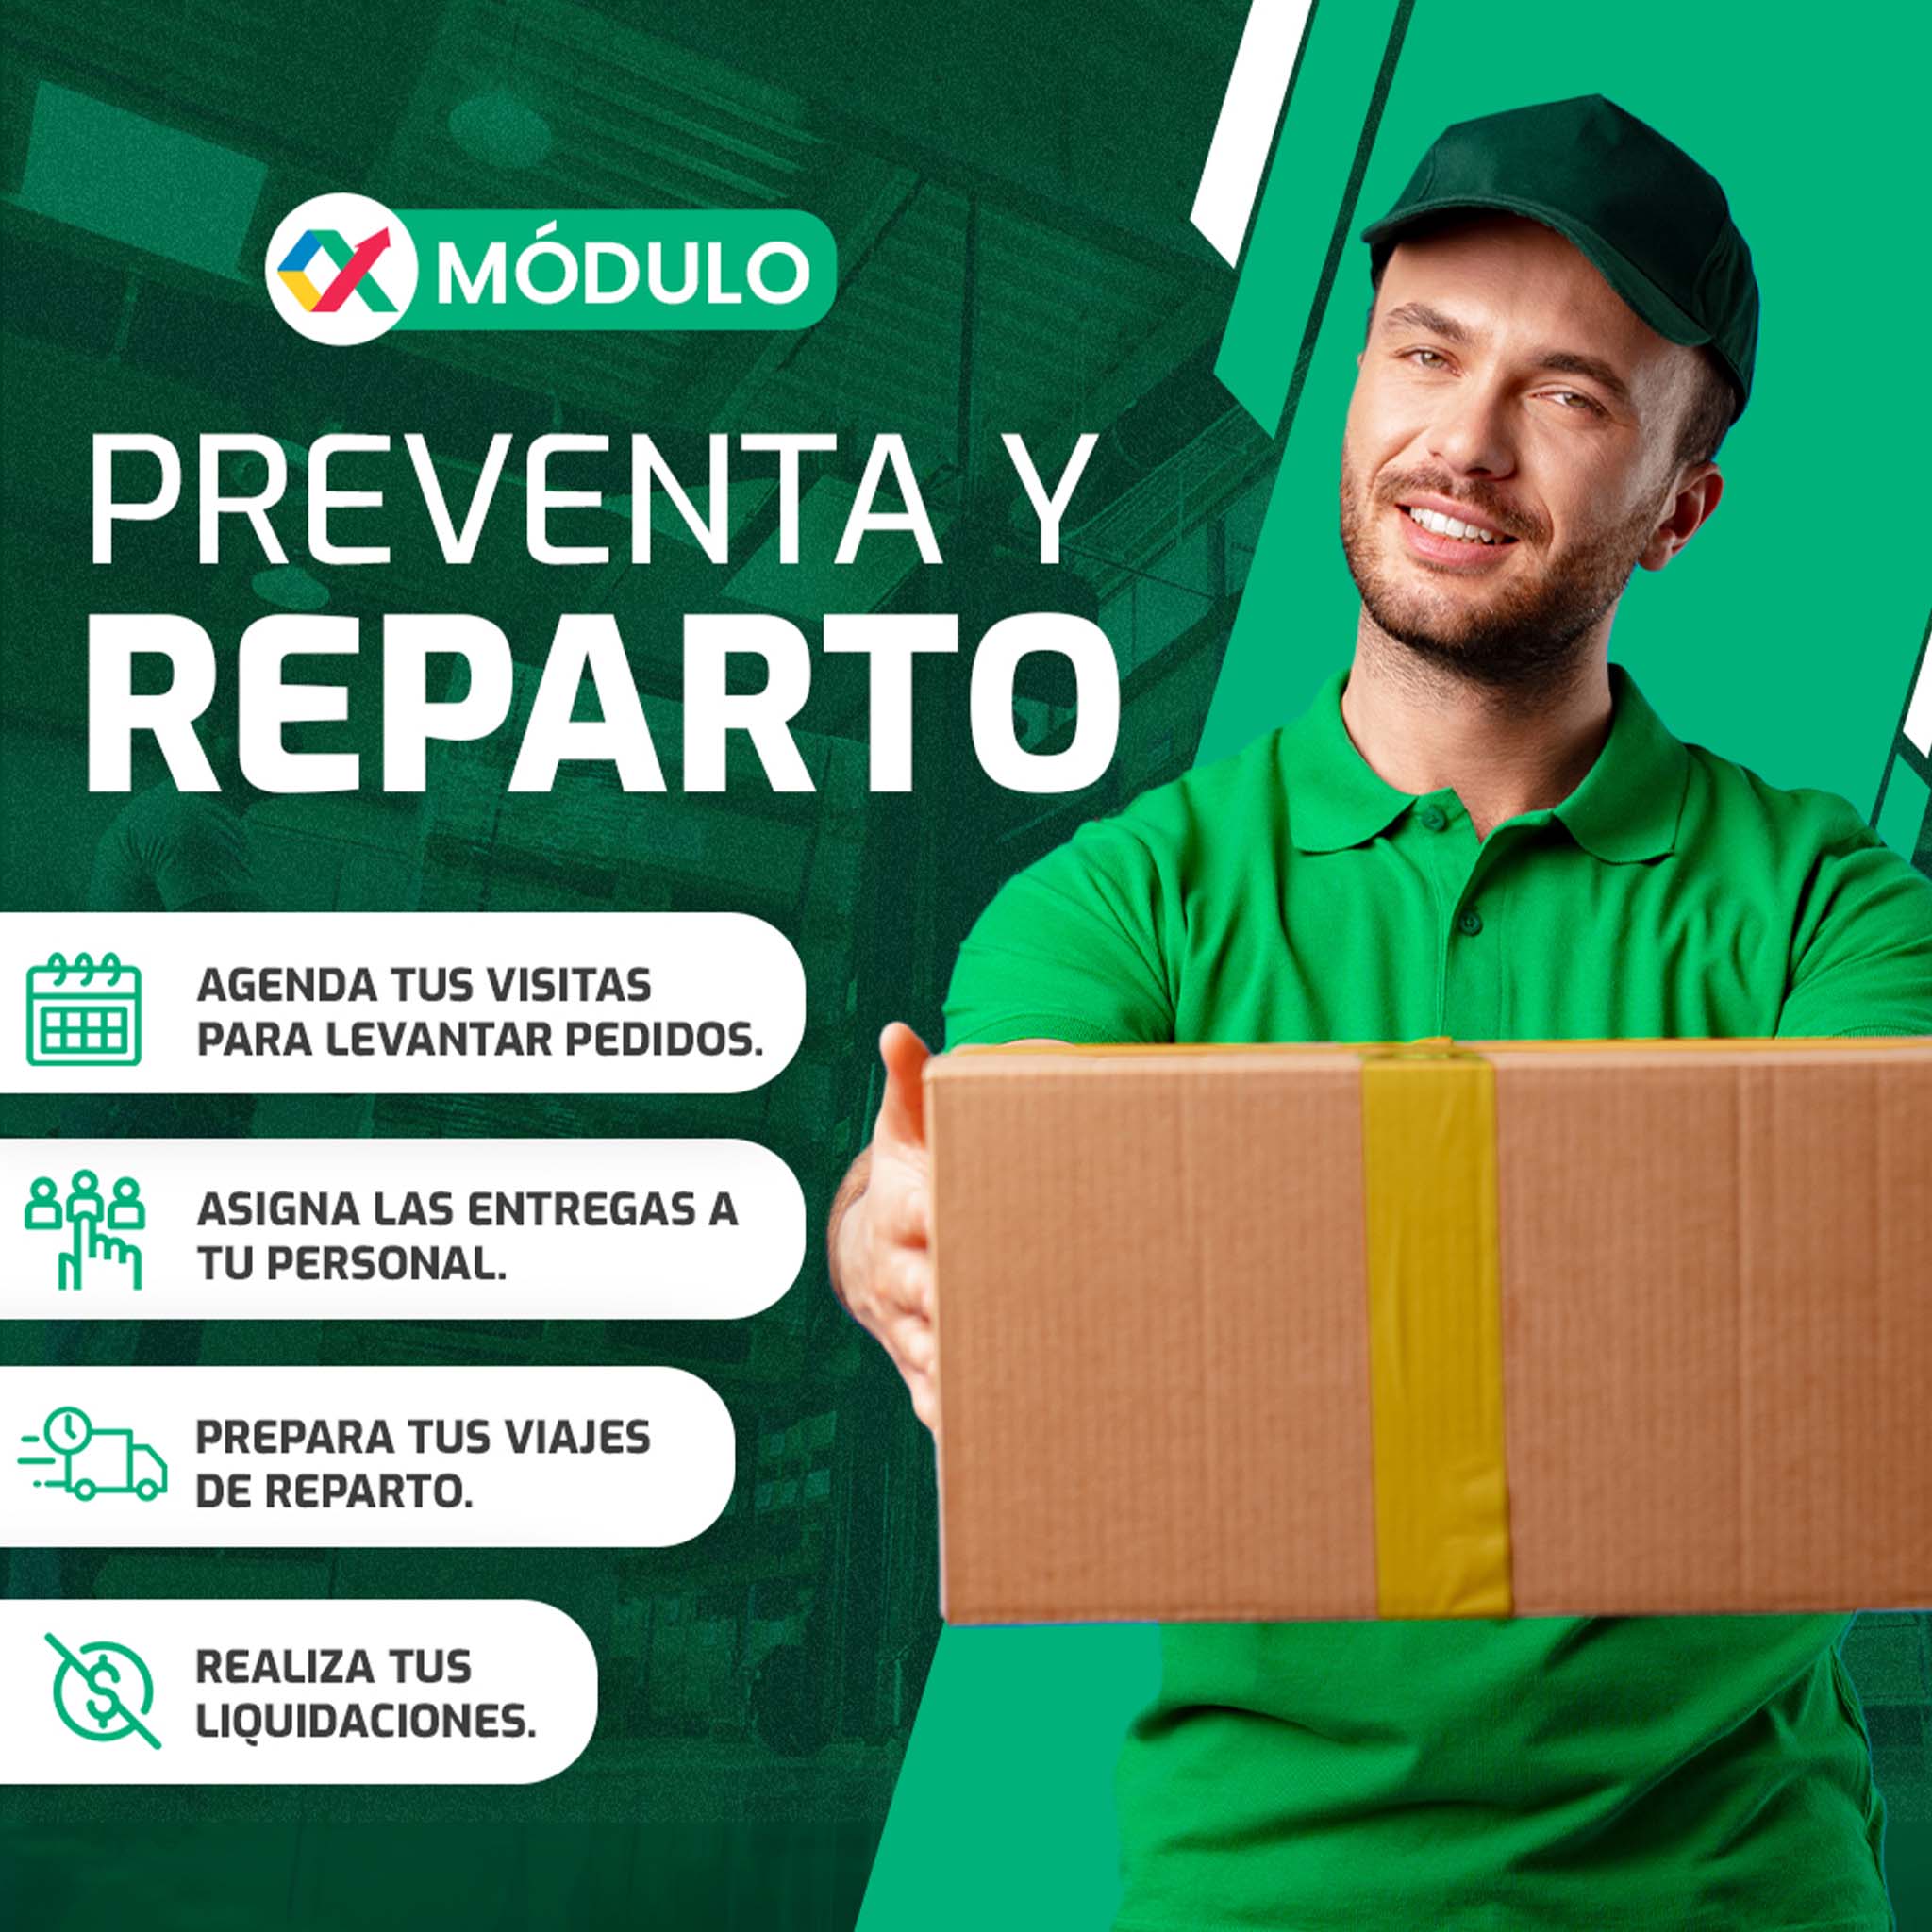 MÓDULO
PREVENTA Y
REPARTO
AGENDA TUS VISITAS
PARA LEVANTAR PEDIDOS.
ASIGNA LAS ENTREGAS A
TU PERSONAL.
PREPARA TUS VIAJES
DE REPARTO.
REALIZA TUS
LIQUIDACIONES.